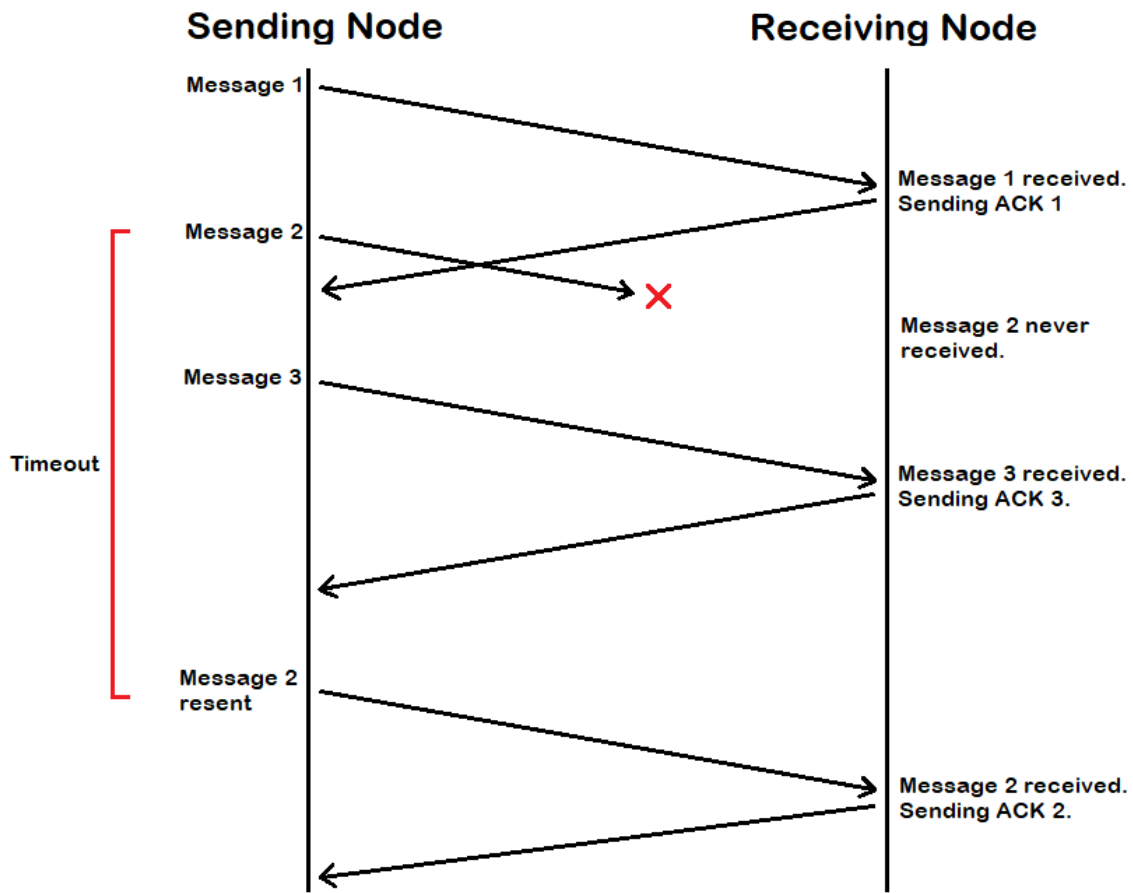 Sending Node
Receiving Node
Message 1
Message 1 received.
Sending ACK 1
Message 2
Message 2 never
received.
Message 3
Timeout
Message 3 received.
Sending ACK 3.
Message 2
resent
Message 2 received.
Sending ACK 2.